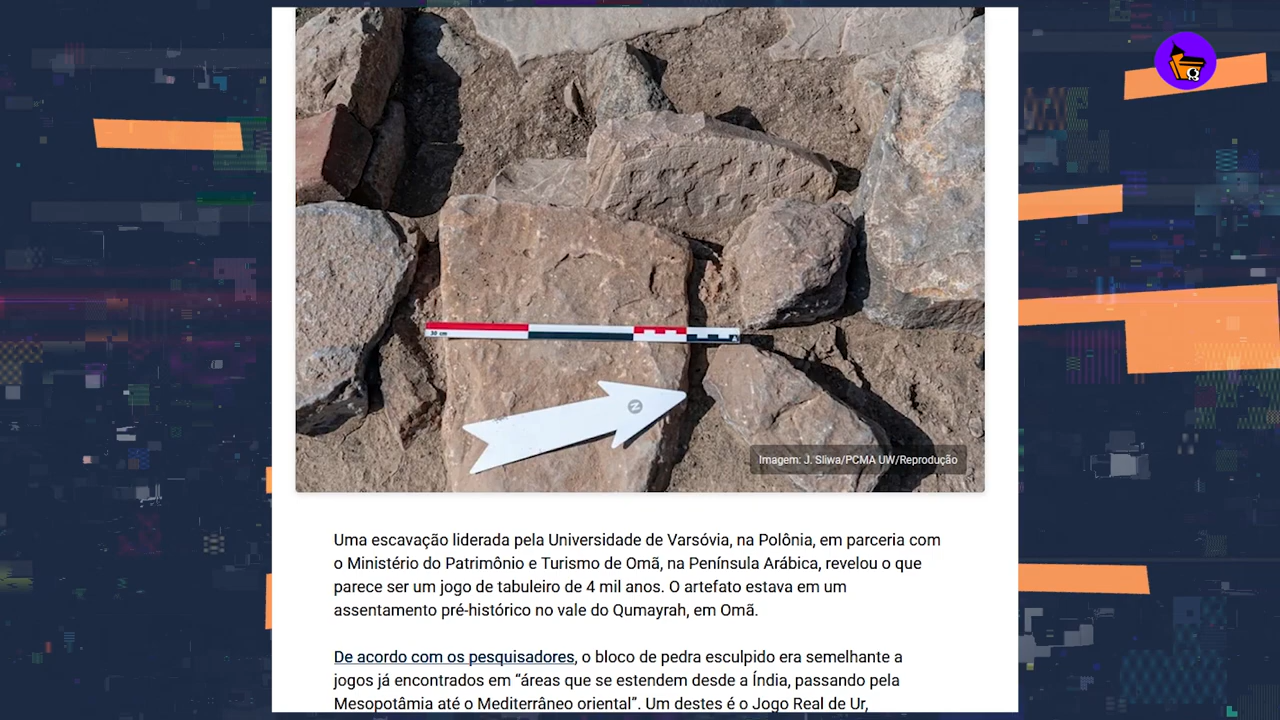 30 cm
Imagem: J. Sliwa/PCMA UW/Reprodução
Uma escavação liderada pela Universidade de Varsóvia, na Polônia, em parceria com
o Ministério do Patrimônio e Turismo de Omã, na Península Arábica, revelou o que
parece ser um jogo de tabuleiro de 4 mil anos. O artefato estava em um
assentamento pré-histórico no vale do Qumayrah, em Omã.
De acordo com os pesquisadores, o bloco de pedra esculpido era semelhante a
jogos já encontrados em “áreas que se estendem desde a Índia, passando pela
Mesopotâmia até o Mediterrâneo oriental”. Um destes é o Jogo Real de Ur,